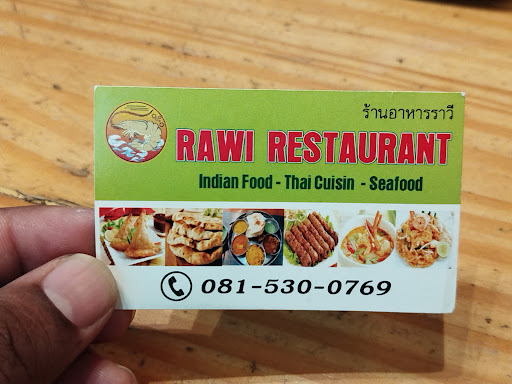 ร้านอาหารราวี
RAWI RESTAURANT
Indian Food - Thai Cuisin - Seafood
081-530-0769